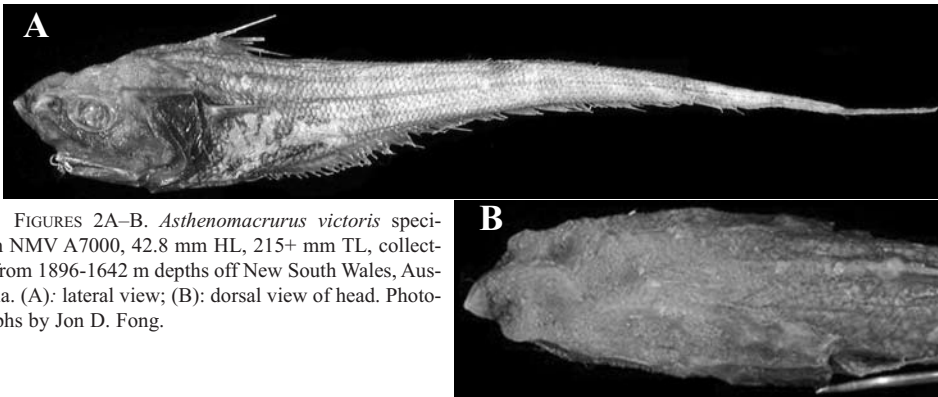 A
FIGURES 2A–B. Asthenomacrurus victoris speci-
NMV A7000, 42.8 mm HL, 215+ mm TL, collect-
from 1896-1642 m depths off New South Wales, Aus-
(A): lateral view; (B): dorsal view of head. Photo-
by Jon D. Fong.
B